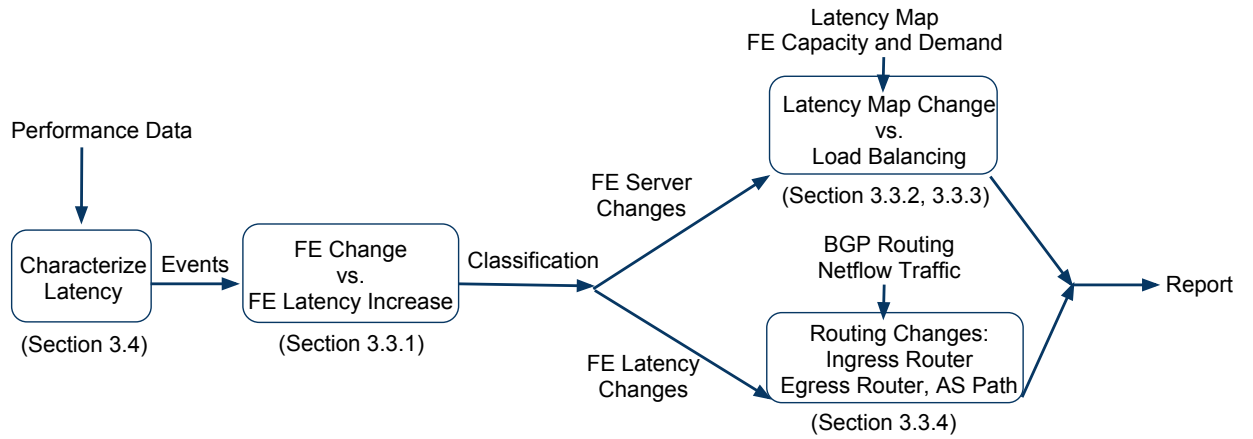 Performance Data
Characterize
Latency
(Section 3.4)
Events
FE Change
vs.
FE Latency Increase
(Section 3.3.1)
Classification
FE Server
Changes
Latency Map
FE Capacity and Demand
Latency Map Change
vs.
Load Balancing
(Section 3.3.2, 3.3.3)
FE Latency
Changes
BGP Routing
Netflow Traffic
Routing Changes:
Ingress Router
Egress Router, AS Path
(Section 3.3.4)
Report